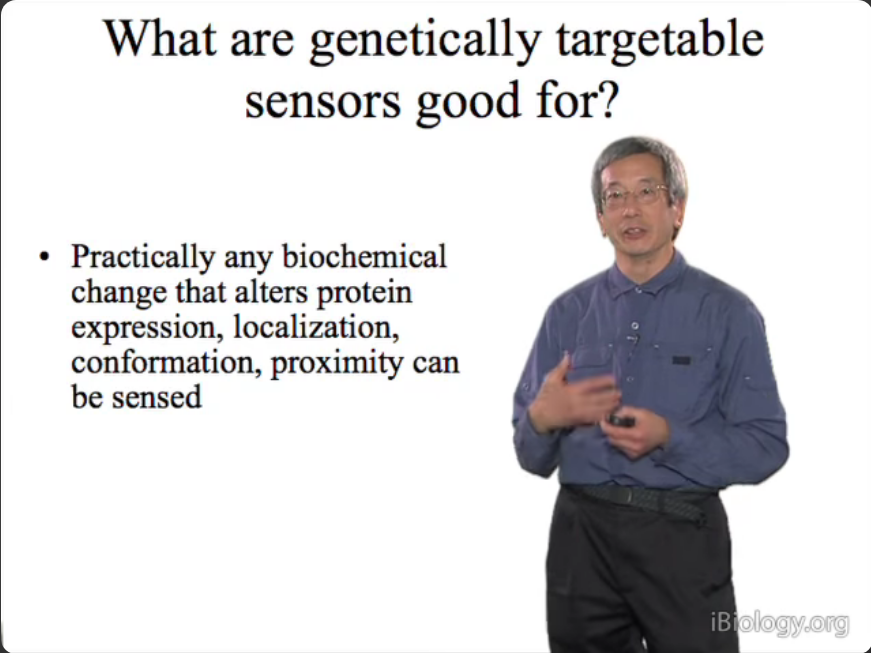 What are genetically targetable
sensors good for?
• Practically any biochemical
change that alters protein
expression, localization,
conformation, proximity can
be sensed
iBiology.org